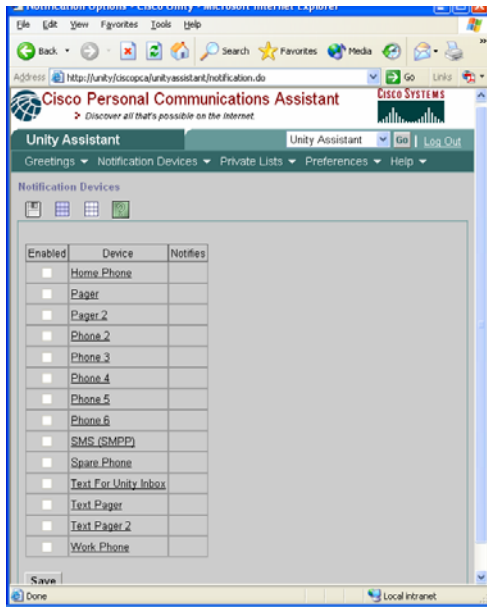 Notification Options - Cisco Unity - Microsoft Internet Explorer
File Edit View Favorites Tools Help
Back Search Favorites Media
Address http://unity/ciscopca/unityassistant/notification.do Go Links
Cisco Personal Communications Assistant
CISCO SYSTEMS
Discover all that's possible on the Internet
Unity Assistant Unity Assistant Go | Log Out
Greetings Notification Devices Private Lists Preferences Help
Notification Devices
Enabled Device Notifies
Home Phone
Pager
Pager 2
Phone 2
Phone 3
Phone 4
Phone 5
Phone 6
SMS (SMPP)
Spare Phone
Text For Unity Inbox
Text Pager
Text Pager 2
Work Phone
Save
Done Local intranet